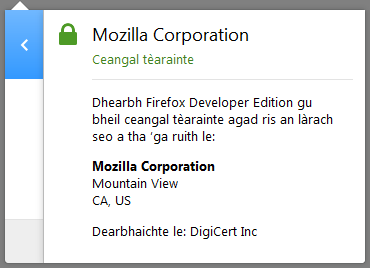 Mozilla Corporation
Ceangal tèarainte
Dhearbh Firefox Developer Edition gu
bheil ceangal tèarainte agad ris an làrach
seo a tha 'ga ruith le:
Mozilla Corporation
Mountain View
CA, US
Dearbhaichte le: DigiCert Inc